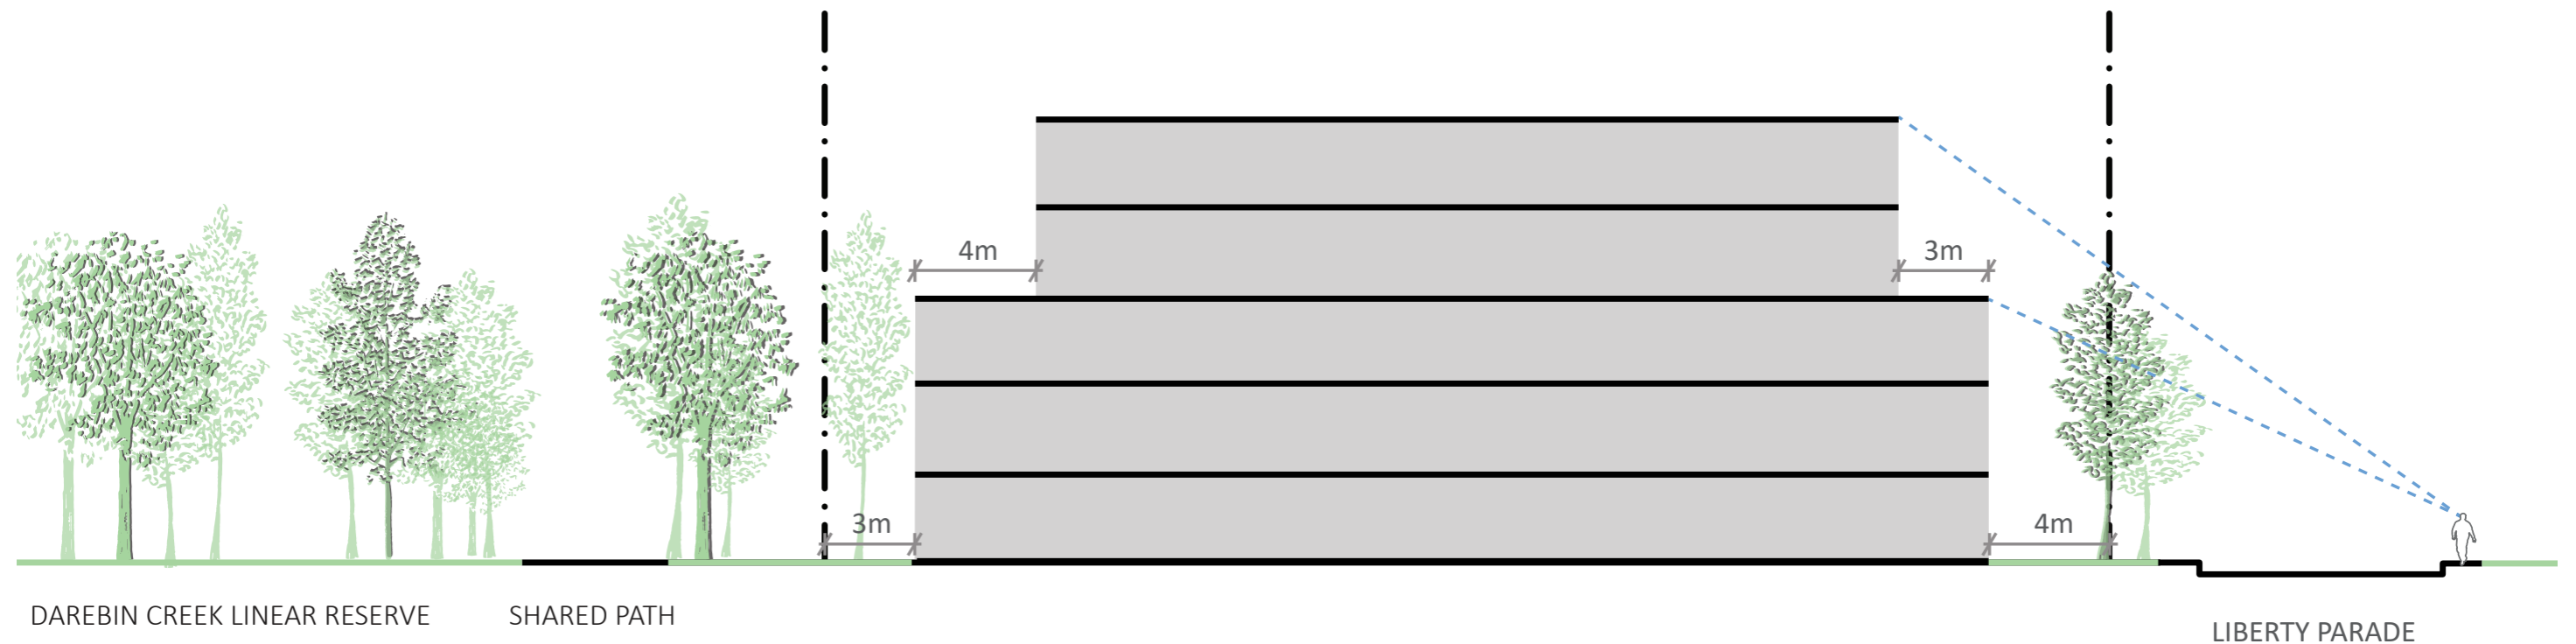 4m
3m
3m
4m
DAREBIN CREEK LINEAR RESERVE
SHARED PATH
LIBERTY PARADE